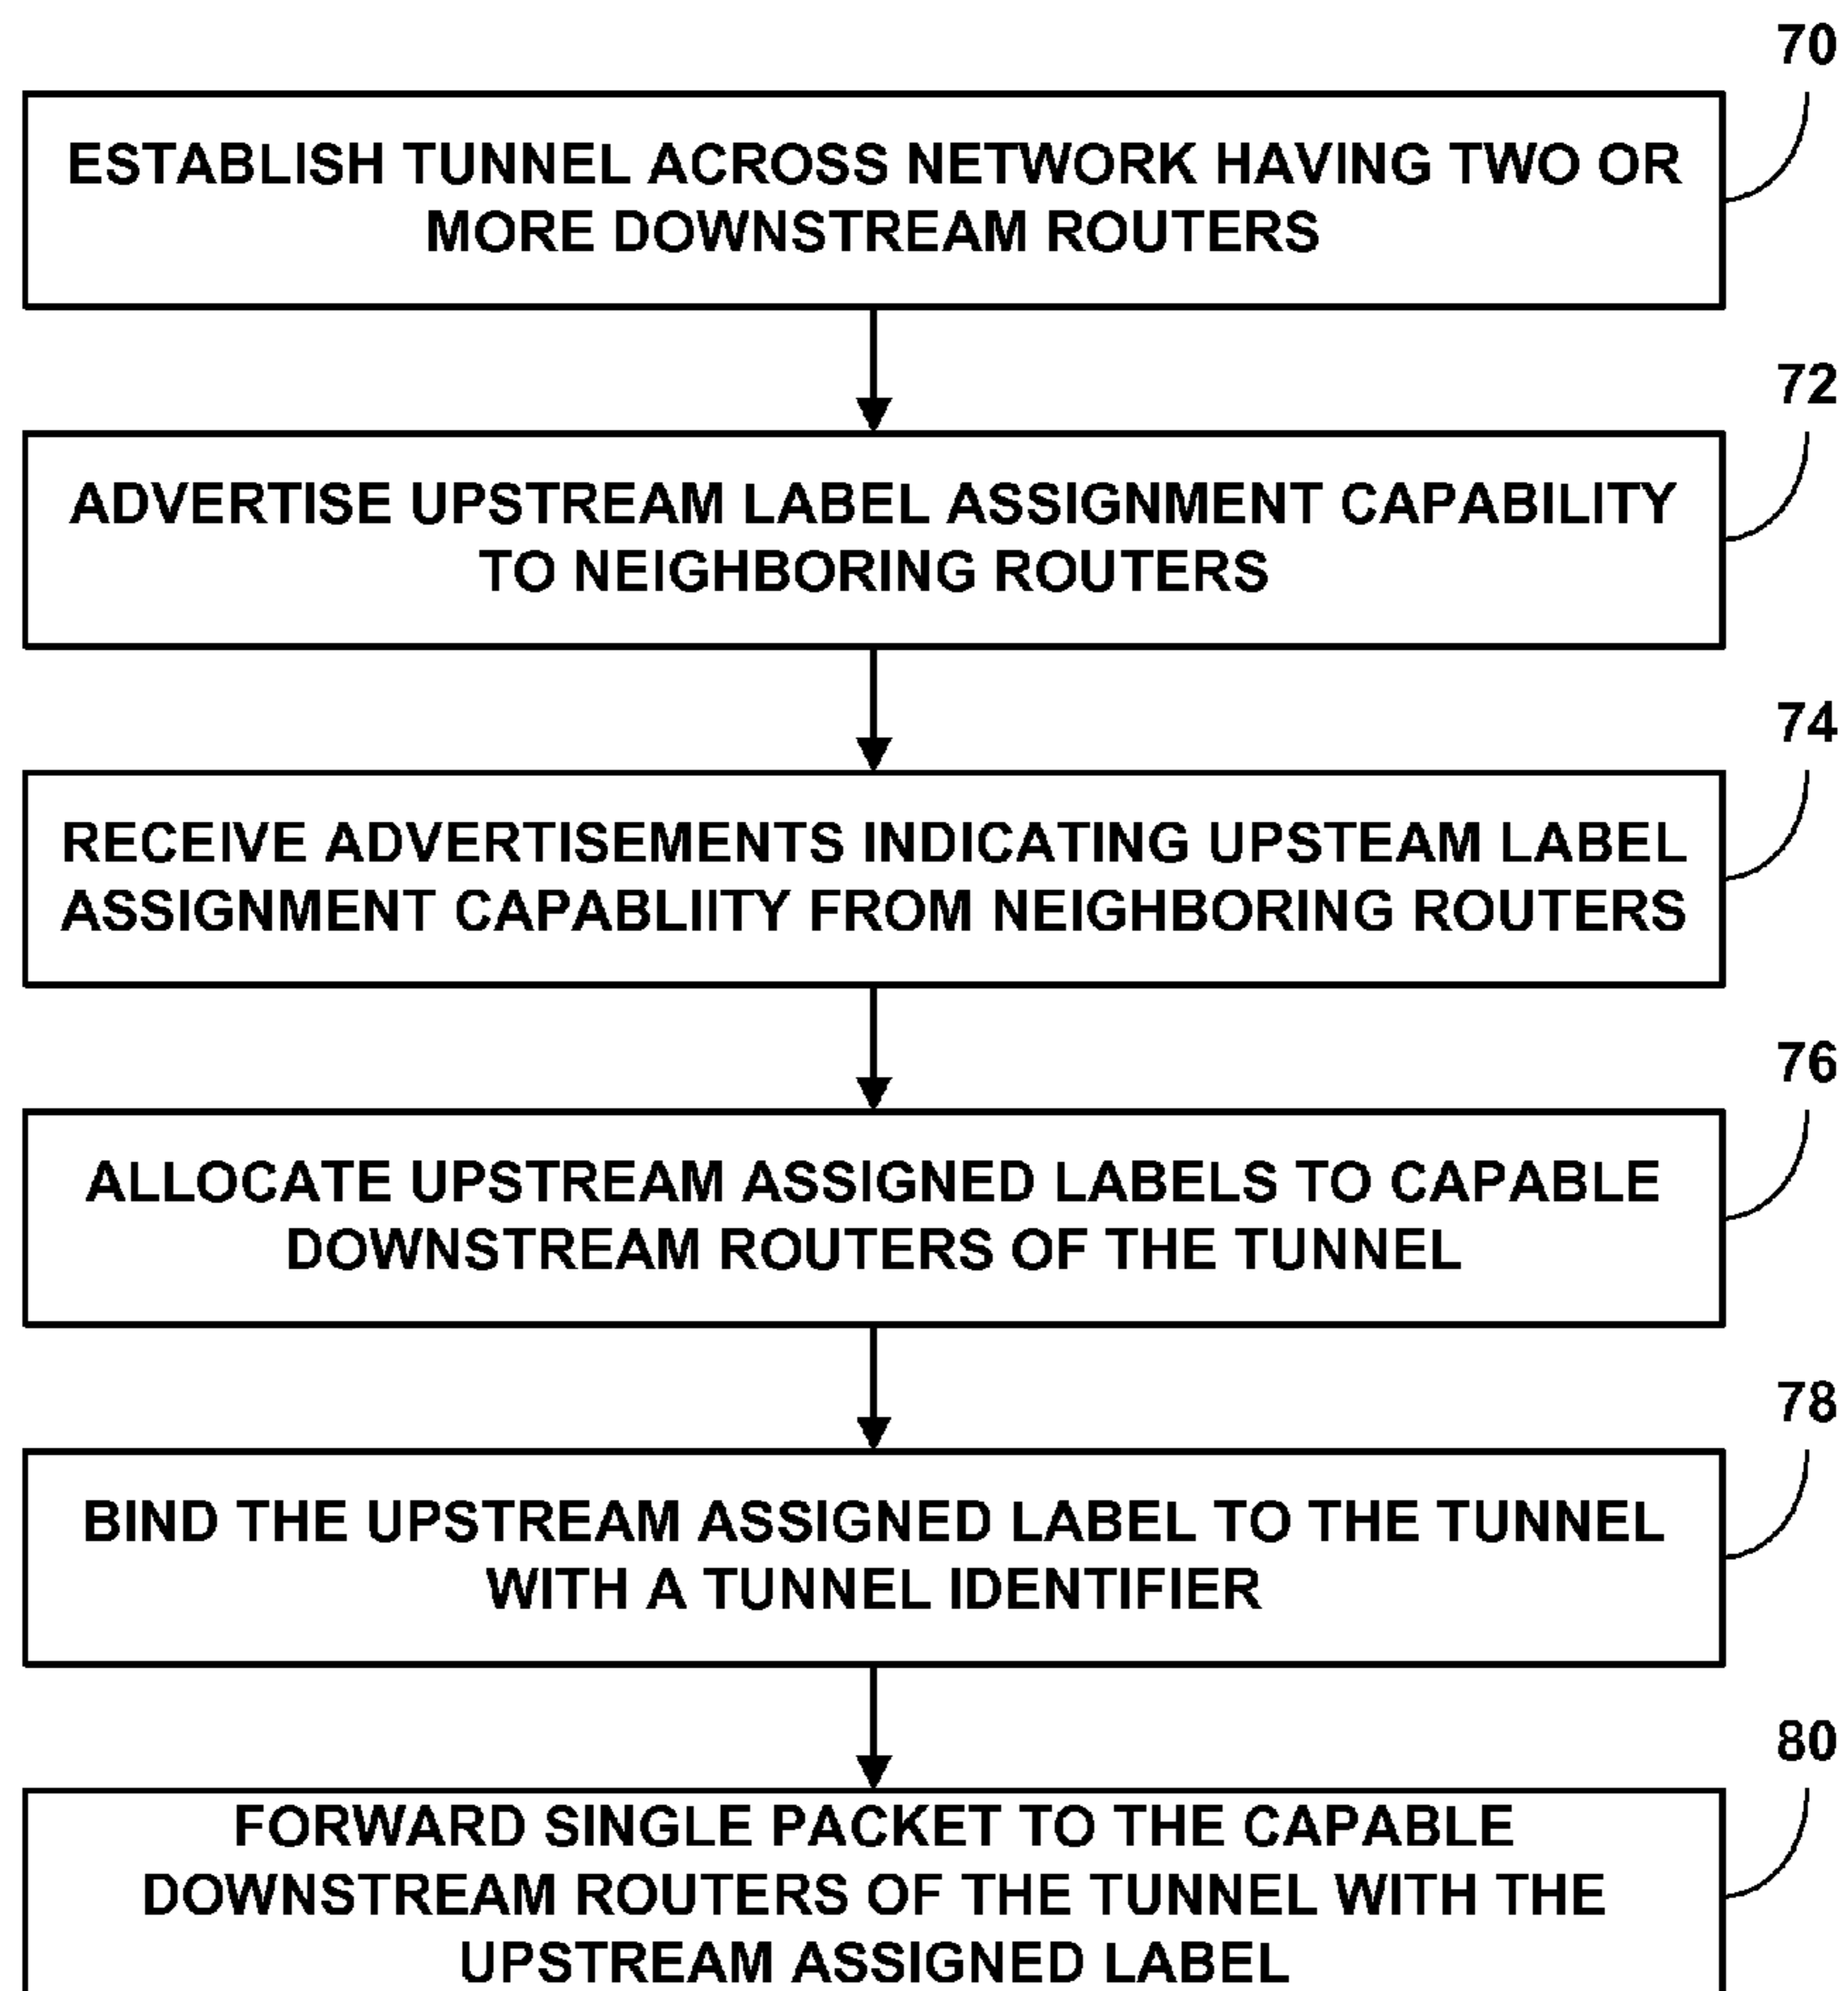 70
ESTABLISH TUNNEL ACROSS NETWORK HAVING TWO OR
MORE DOWNSTREAM ROUTERS
72
ADVERTISE UPSTREAM LABEL ASSIGNMENT CAPABILITY
TO NEIGHBORING ROUTERS
74
RECEIVE ADVERTISEMENTS INDICATING UPSTEAM LABEL
ASSIGNMENT CAPABLIITY FROM NEIGHBORING ROUTERS
76
ALLOCATE UPSTREAM ASSIGNED LABELS TO CAPABLE
DOWNSTREAM ROUTERS OF THE TUNNEL
78
BIND THE UPSTREAM ASSIGNED LABEL TO THE TUNNEL
WITH A TUNNEL IDENTIFIER
80
FORWARD SINGLE PACKET TO THE CAPABLE
DOWNSTREAM ROUTERS OF THE TUNNEL WITH THE
UPSTREAM ASSIGNED LABEL